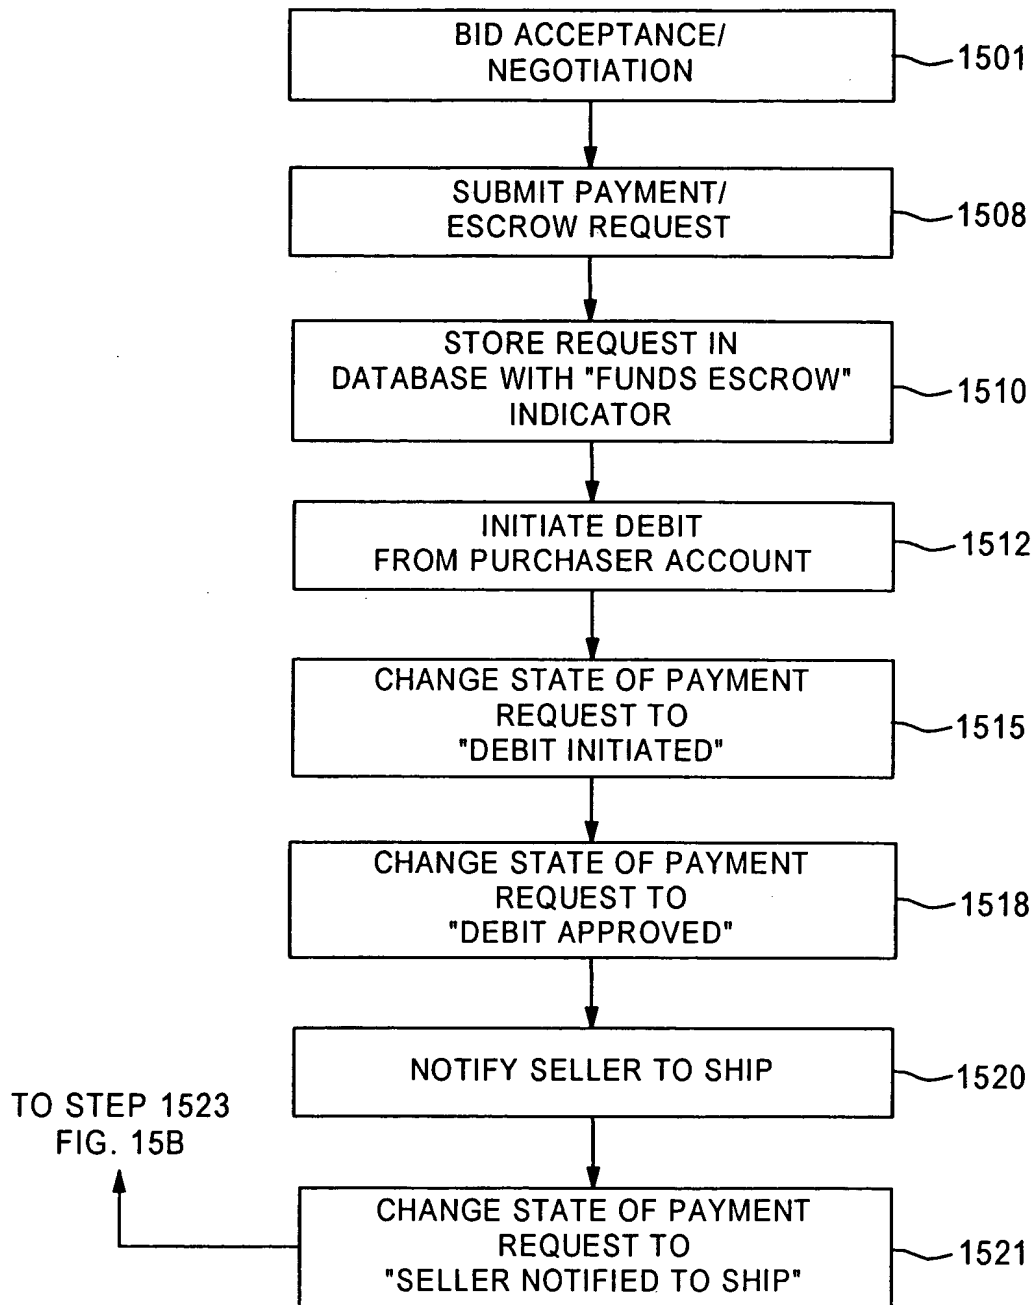 BID ACCEPTANCE/
NEGOTIATION
1501
SUBMIT PAYMENT/
ESCROW REQUEST
1508
STORE REQUEST IN
DATABASE WITH "FUNDS ESCROW"
INDICATOR
1510
INITIATE DEBIT
FROM PURCHASER ACCOUNT
1512
CHANGE STATE OF PAYMENT
REQUEST TO
"DEBIT INITIATED"
1515
CHANGE STATE OF PAYMENT
REQUEST TO
"DEBIT APPROVED"
1518
NOTIFY SELLER TO SHIP
1520
TO STEP 1523
FIG. 15B
CHANGE STATE OF PAYMENT
REQUEST TO
"SELLER NOTIFIED TO SHIP"
1521